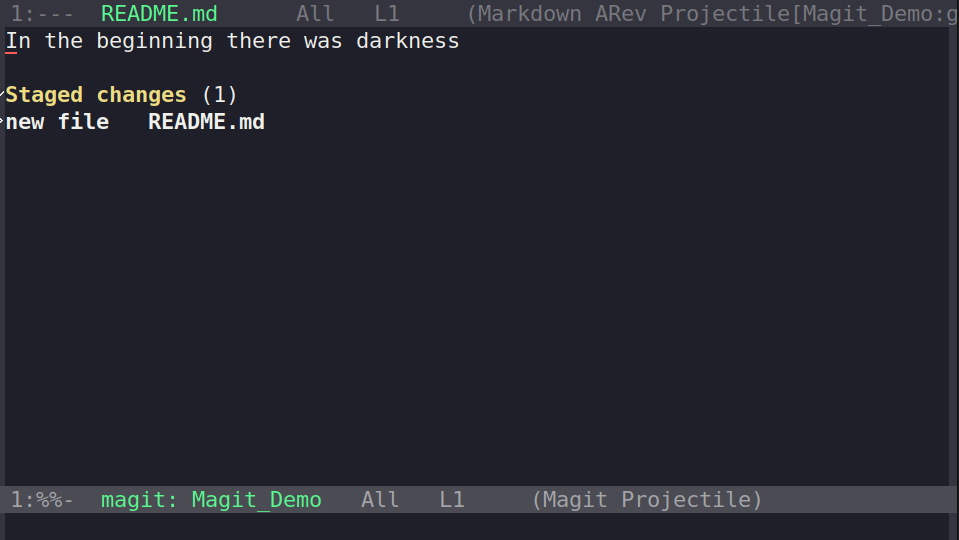 1:--- README.md All L1 (Markdown ARev Projectile[Magit_Demo:g
In the beginning there was darkness
Staged changes (1)
new file README.md
1:%%- magit: Magit_Demo All L1 (Magit Projectile)